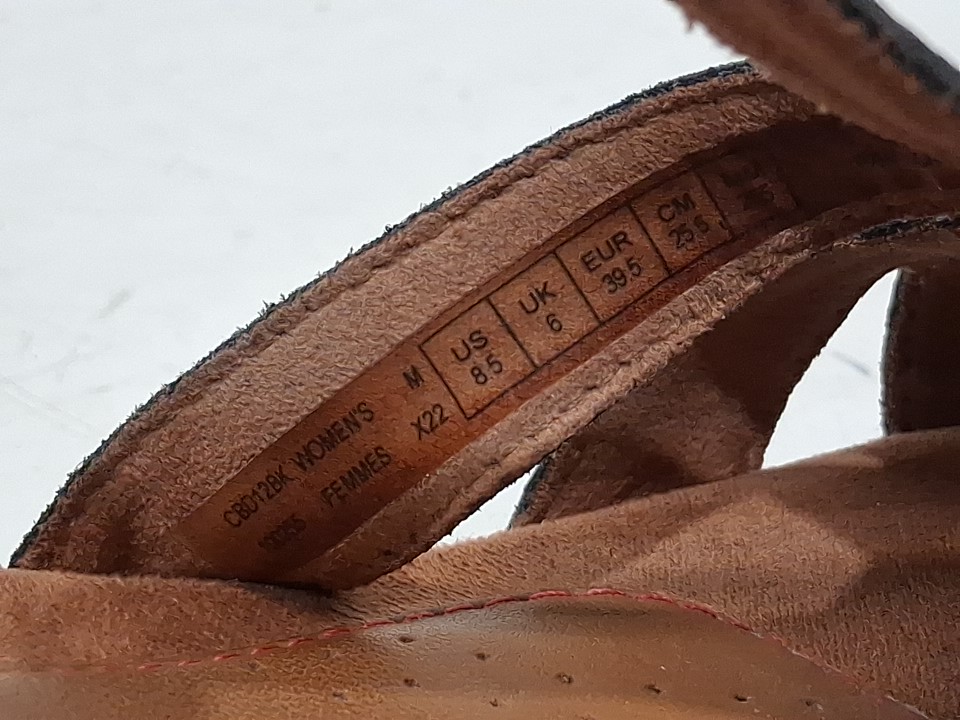 CBD12BK WOMEN'S M
FEMMES X22
US UK EUR CM
8.5 6 39.5 25.5